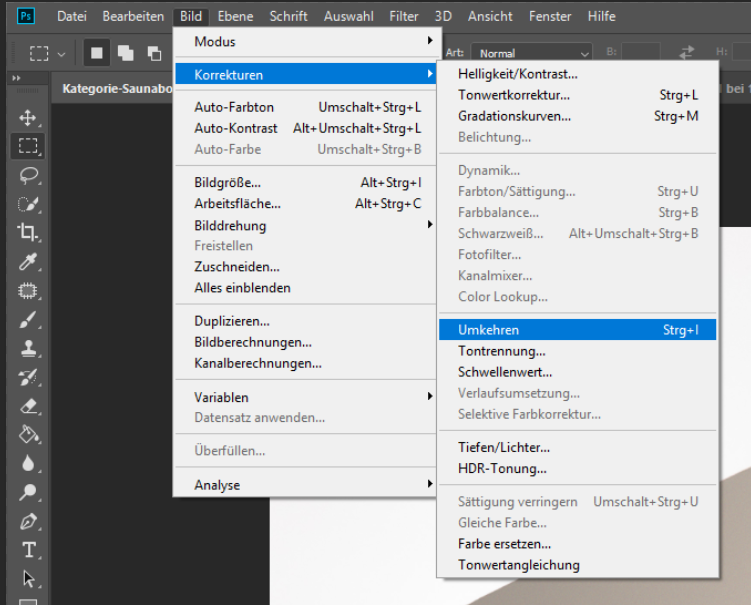 Ps Datei Bearbeiten Bild Ebene Schrift Auswahl Filter 3D Ansicht Fenster Hilfe
Art: Normal B: H:
Kategorie-Saunabo
bei
Modus
Korrekturen
Auto-Farbton Umschalt+Strg+L
Auto-Kontrast Alt+Umschalt+Strg+L
Auto-Farbe Umschalt+Strg+B
Bildgröße... Alt+Strg+I
Arbeitsfläche... Alt+Strg+C
Bilddrehung
Freistellen
Zuschneiden...
Alles einblenden
Duplizieren...
Bildberechnungen...
Kanalberechnungen...
Variablen
Datensatz anwenden...
Überfüllen...
Analyse
Helligkeit/Kontrast...
Tonwertkorrektur... Strg+L
Gradationskurven... Strg+M
Belichtung...
Dynamik...
Farbton/Sättigung... Strg+U
Farbbalance... Strg+B
Schwarzweiß... Alt+Umschalt+Strg+B
Fotofilter...
Kanalmixer...
Color Lookup...
Umkehren Strg+I
Tontrennung...
Schwellenwert...
Verlaufsumsetzung...
Selektive Farbkorrektur...
Tiefen/Lichter...
HDR-Tonung...
Sättigung verringern Umschalt+Strg+U
Gleiche Farbe...
Farbe ersetzen...
Tonwertangleichung